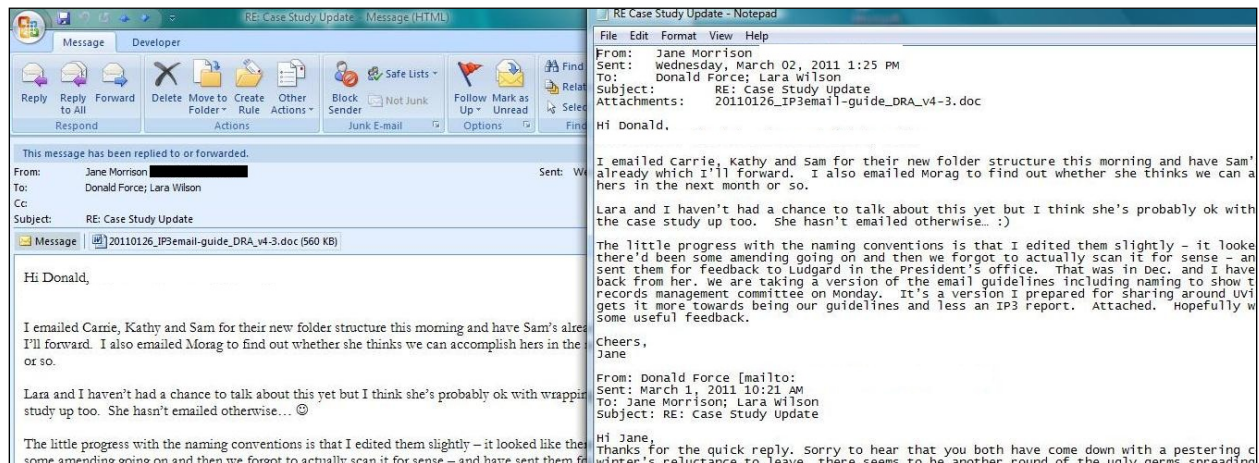 RE: Case Study Update - Message (HTML)
Message Developer
Reply
Reply to All
Forward
Delete
Move to Folder
Create Rule
Other Actions
Block Sender
Safe Lists
Not Junk
Follow Up
Mark as Unread
Find
Respond
Actions
Junk E-mail
Options
Find
This message has been replied to or forwarded.
From: Jane Morrison
Sent:
To: Donald Force; Lara Wilson
Cc:
Subject: RE: Case Study Update
Message 20110126_IP3email-guide_DRA_v4-3.doc (560 KB)
Hi Donald,
I emailed Carrie, Kathy and Sam for their new folder structure this morning and have Sam's
I'll forward. I also emailed Morag to find out whether she thinks we can accomplish hers in the
or so.
Lara and I haven't had a chance to talk about this yet but I think she's probably ok with
study up too. She hasn't emailed otherwise… ☺
The little progress with the naming conventions is that I edited them slightly – it looked like
some amending going on and then we forgot to actually scan it for sense – and have sent them
RE Case Study Update - Notepad
File Edit Format View Help
From: Jane Morrison
Sent: Wednesday, March 02, 2011 1:25 PM
To: Donald Force; Lara Wilson
Subject: RE: Case Study Update
Attachments: 20110126_IP3email-guide_DRA_v4-3.doc
Hi Donald,
I emailed Carrie, Kathy and Sam for their new folder structure this morning and have Sam'
already which I'll forward. I also emailed Morag to find out whether she thinks we can a
hers in the next month or so.
Lara and I haven't had a chance to talk about this yet but I think she's probably ok with
the case study up too. She hasn't emailed otherwise… :)
The little progress with the naming conventions is that I edited them slightly – it looke
there'd been some amending going on and then we forgot to actually scan it for sense – an
sent them for feedback to Ludgard in the President's office. That was in Dec. and I have
back from her. We are taking a version of the email guidelines including naming to show t
records management committee on Monday. It's a version I prepared for sharing around UVi
gets it more towards being our guidelines and less an IP3 report. Attached. Hopefully w
some useful feedback.
Cheers,
Jane
From: Donald Force [mailto:
Sent: March 1, 2011 10:21 AM
To: Jane Morrison; Lara Wilson
Subject: RE: Case Study Update
Hi Jane,
Thanks for the quick reply. Sorry to hear that you both have come down with a pestering
winter's reluctance to leave, there seems to be another round of the ugly germs spreading